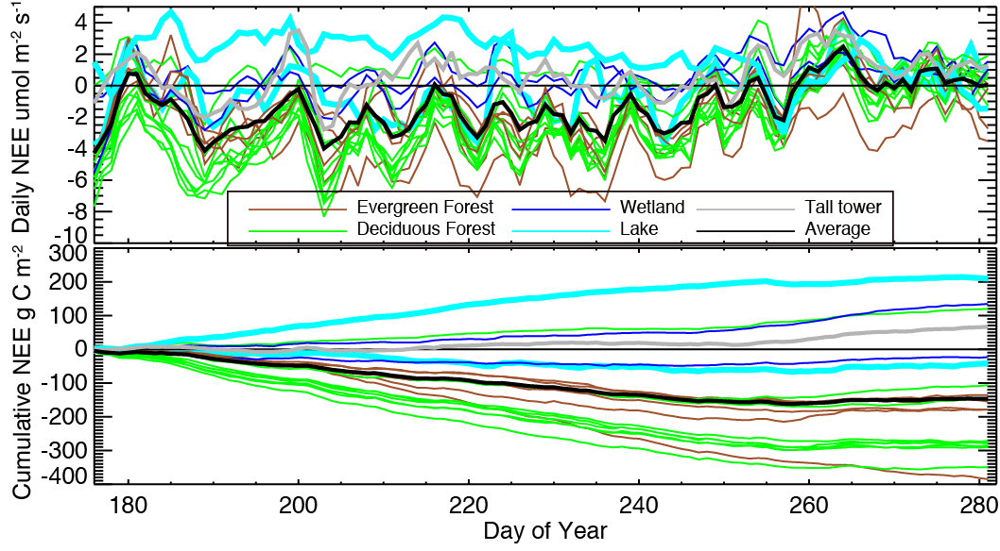 Daily NEE umol m⁻² s⁻¹
4
2
0
-2
-4
-6
-8
-10
Evergreen Forest Wetland Tall tower
Deciduous Forest Lake Average
Cumulative NEE g C m⁻²
300
200
100
0
-100
-200
-300
-400
180 200 220 240 260 280
Day of Year